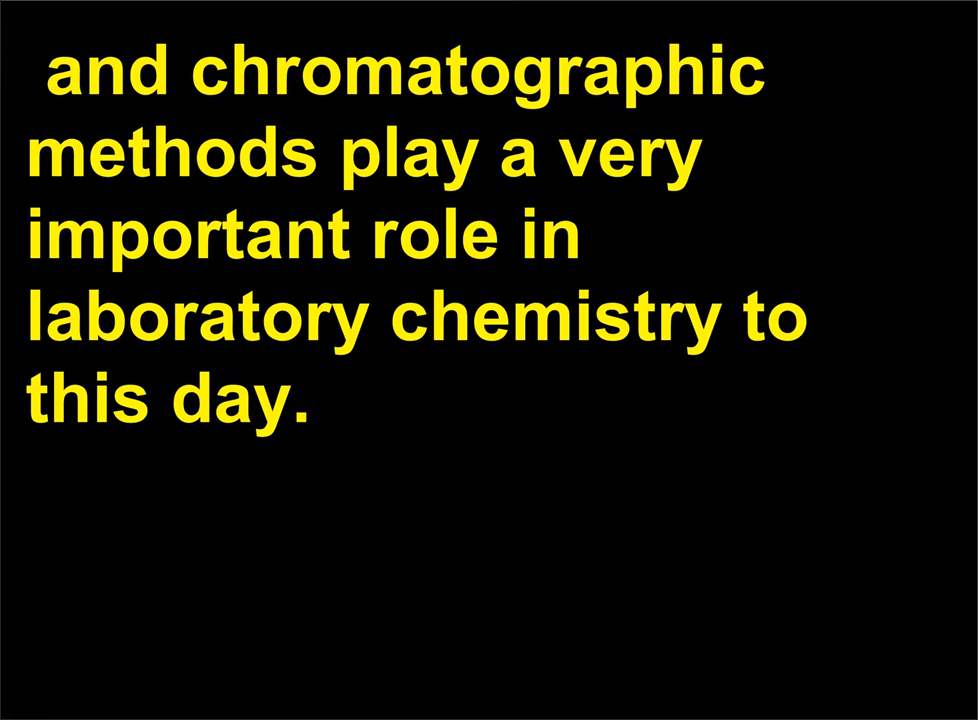 and chromatographic
methods play a very
important role in
laboratory chemistry to
this day.